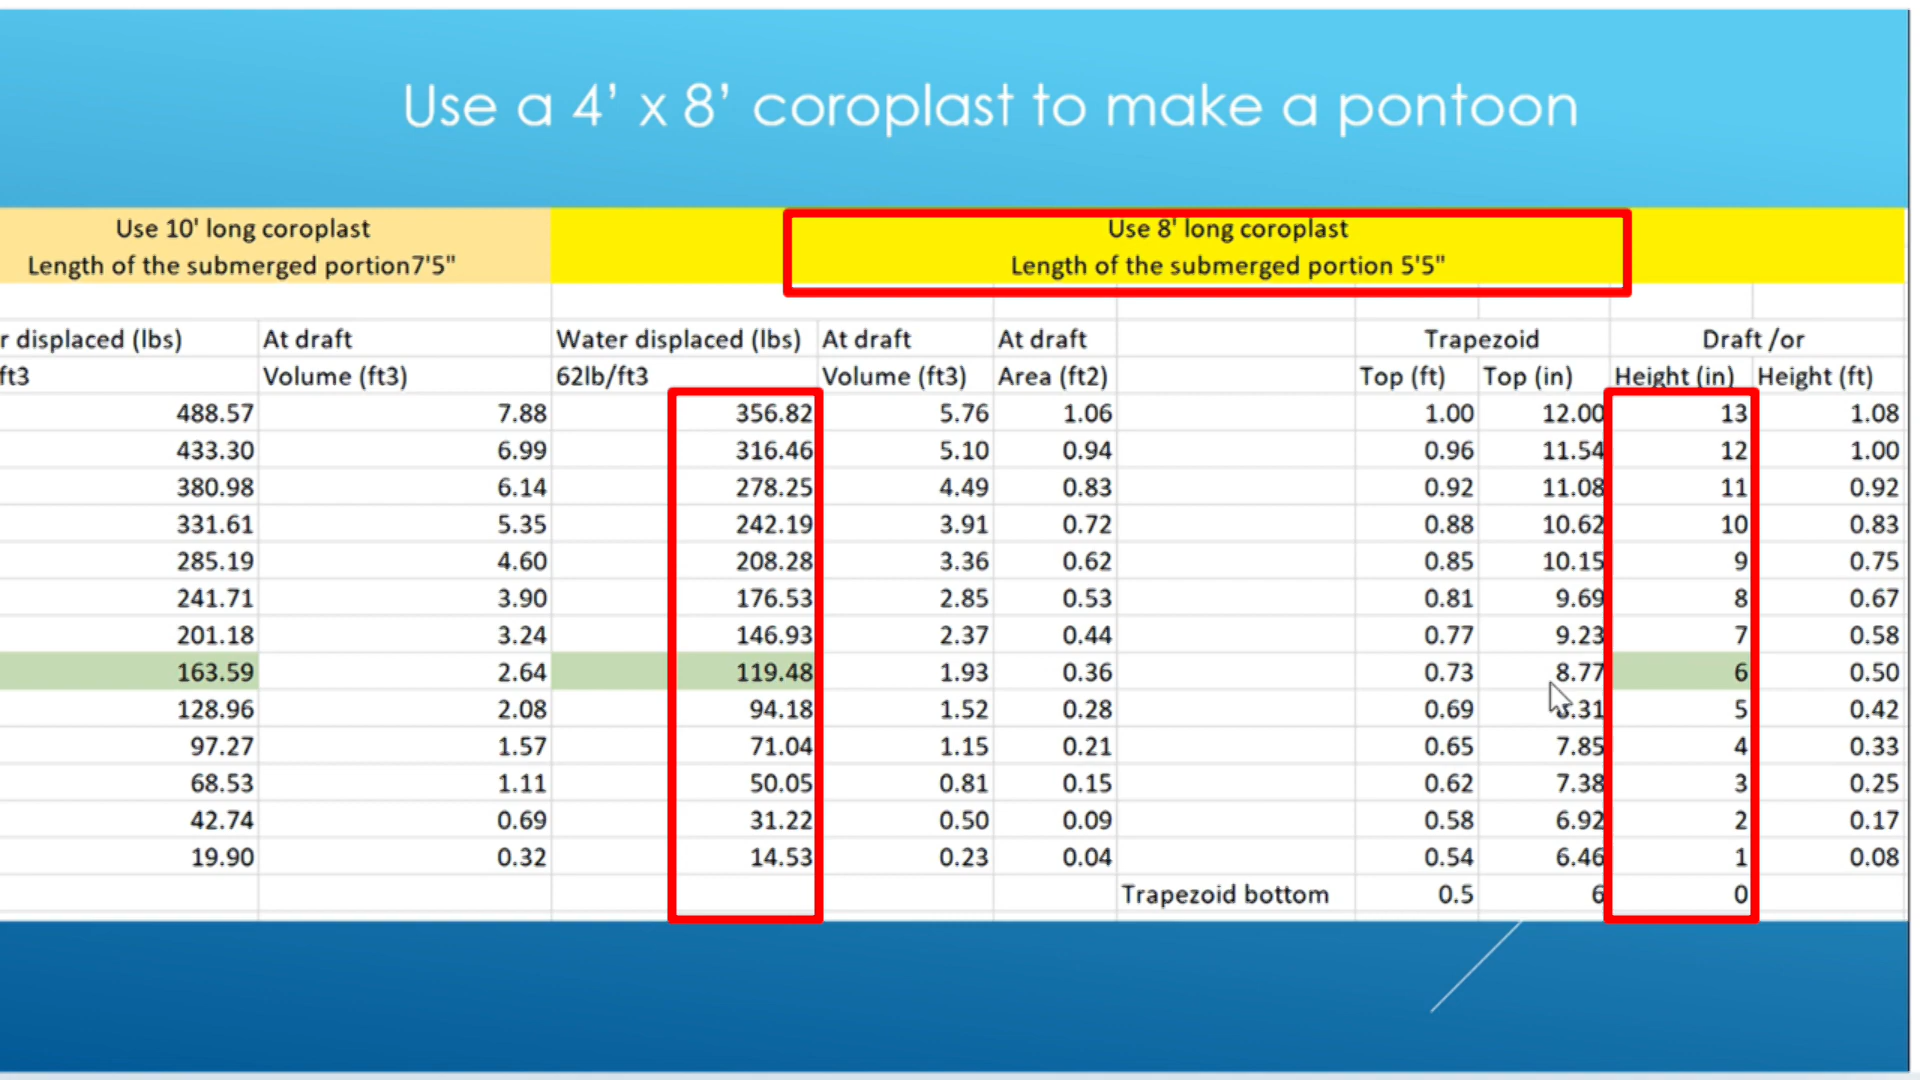 Use a 4' x 8' coroplast to make a pontoon
Use 10' long coroplast
Length of the submerged portion7'5"
Use 8' long coroplast
Length of the submerged portion 5'5"
r displaced (lbs) At draft Water displaced (lbs) At draft At draft Trapezoid Draft /or
ft3 Volume (ft3) 62lb/ft3 Volume (ft3) Area (ft2) Top (ft) Top (in) Height (in) Height (ft)
488.57 7.88 356.82 5.76 1.06 1.00 12.00 13 1.08
433.30 6.99 316.46 5.10 0.94 0.96 11.54 12 1.00
380.98 6.14 278.25 4.49 0.83 0.92 11.08 11 0.92
331.61 5.35 242.19 3.91 0.72 0.88 10.62 10 0.83
285.19 4.60 208.28 3.36 0.62 0.85 10.15 9 0.75
241.71 3.90 176.53 2.85 0.53 0.81 9.69 8 0.67
201.18 3.24 146.93 2.37 0.44 0.77 9.23 7 0.58
163.59 2.64 119.48 1.93 0.36 0.73 8.77 6 0.50
128.96 2.08 94.18 1.52 0.28 0.69 .31 5 0.42
97.27 1.57 71.04 1.15 0.21 0.65 7.85 4 0.33
68.53 1.11 50.05 0.81 0.15 0.62 7.38 3 0.25
42.74 0.69 31.22 0.50 0.09 0.58 6.92 2 0.17
19.90 0.32 14.53 0.23 0.04 0.54 6.46 1 0.08
Trapezoid bottom 0.5 6 0